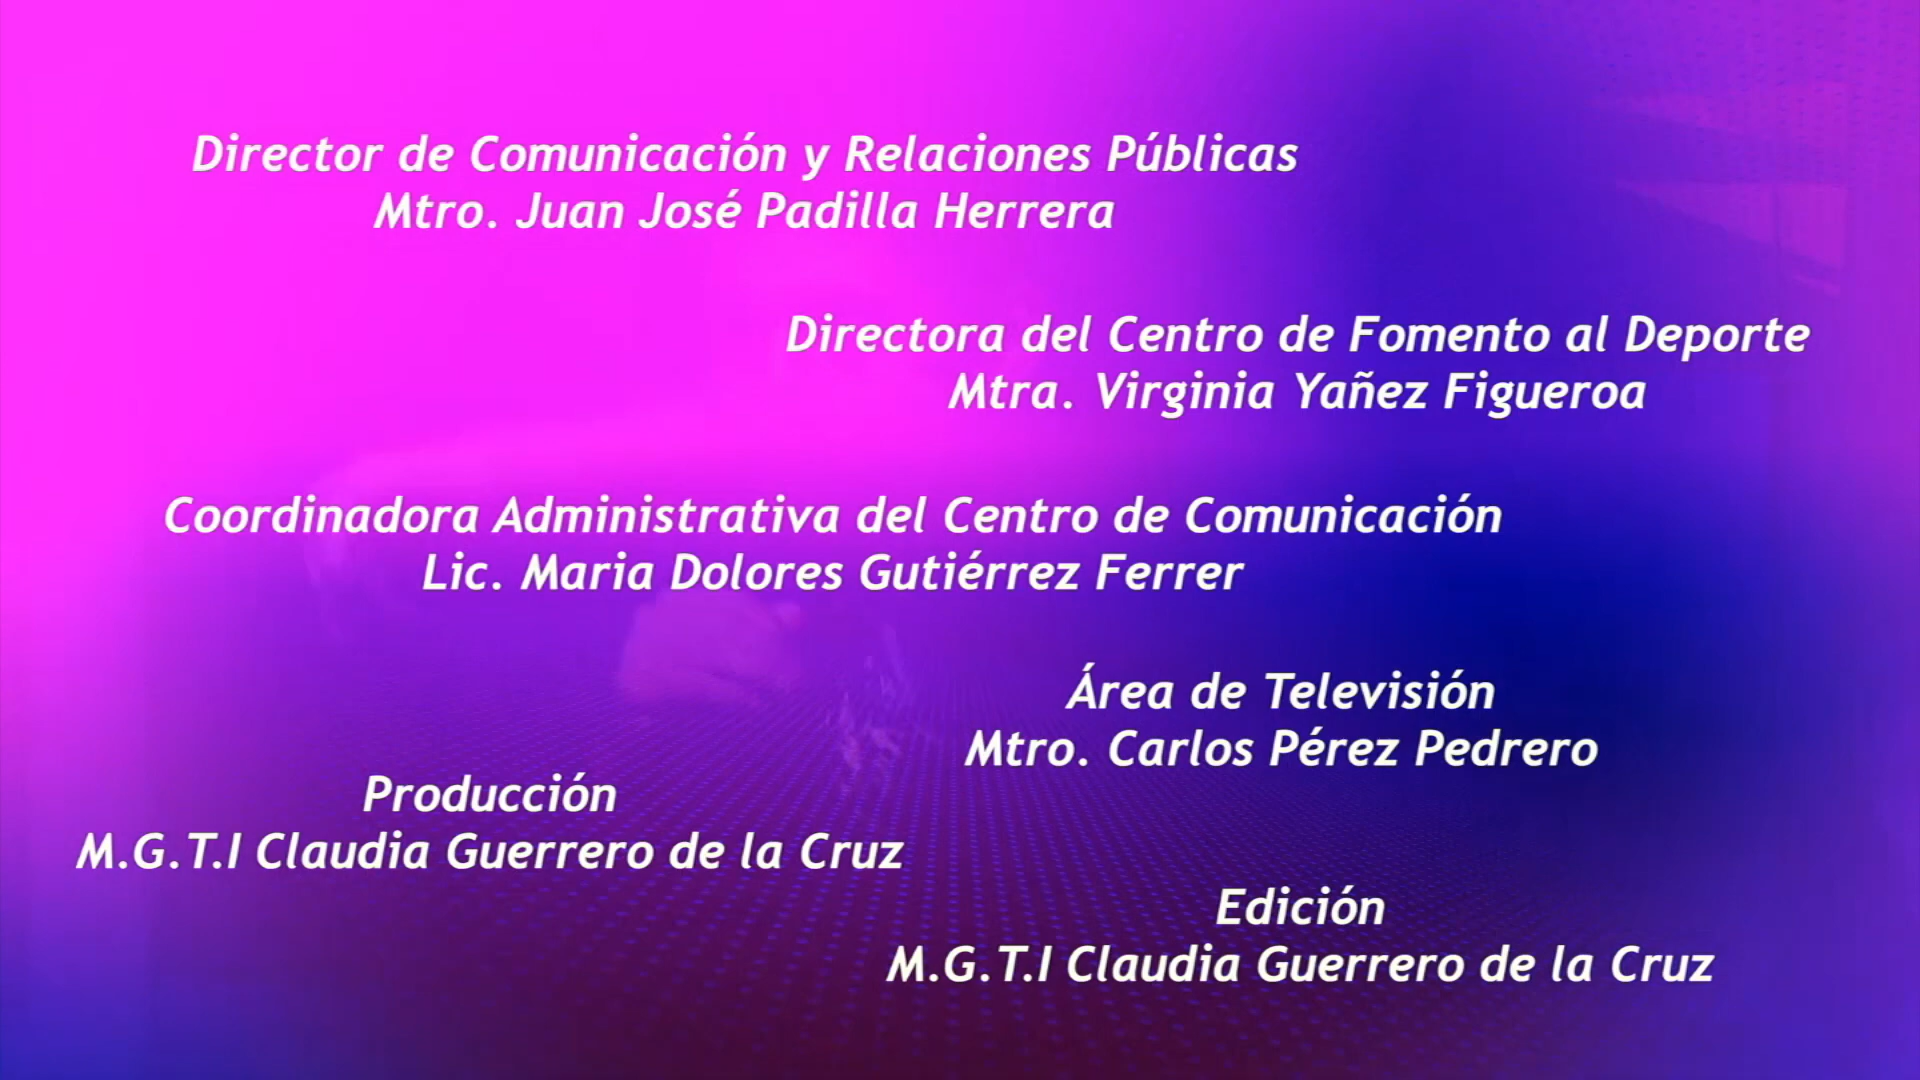 Director de Comunicación y Relaciones Públicas
Mtro. Juan José Padilla Herrera
Directora del Centro de Fomento al Deporte
Mtra. Virginia Yañez Figueroa
Coordinadora Administrativa del Centro de Comunicación
Lic. Maria Dolores Gutiérrez Ferrer
Área de Televisión
Mtro. Carlos Pérez Pedrero
Producción
M.G.T.I Claudia Guerrero de la Cruz
Edición
M.G.T.I Claudia Guerrero de la Cruz